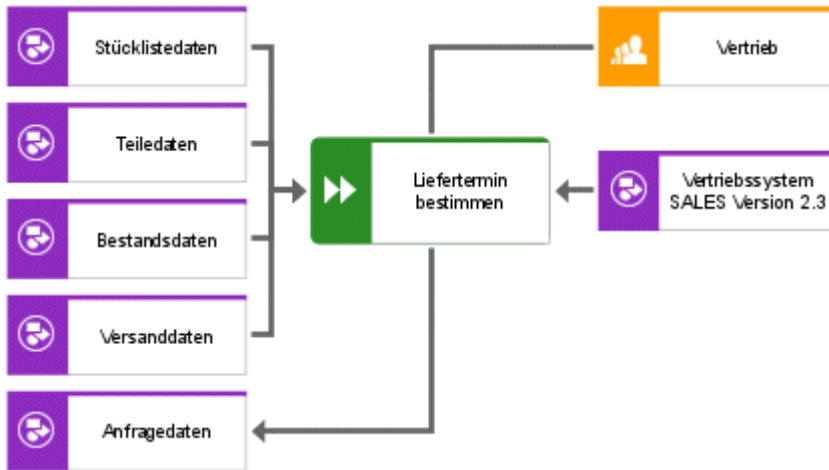 Stücklistedaten
Vertrieb
Teiledaten
Liefertermin
bestimmen
Vertriebssystem
SALES Version 2.3
Bestandsdaten
Versanddaten
Anfragedaten